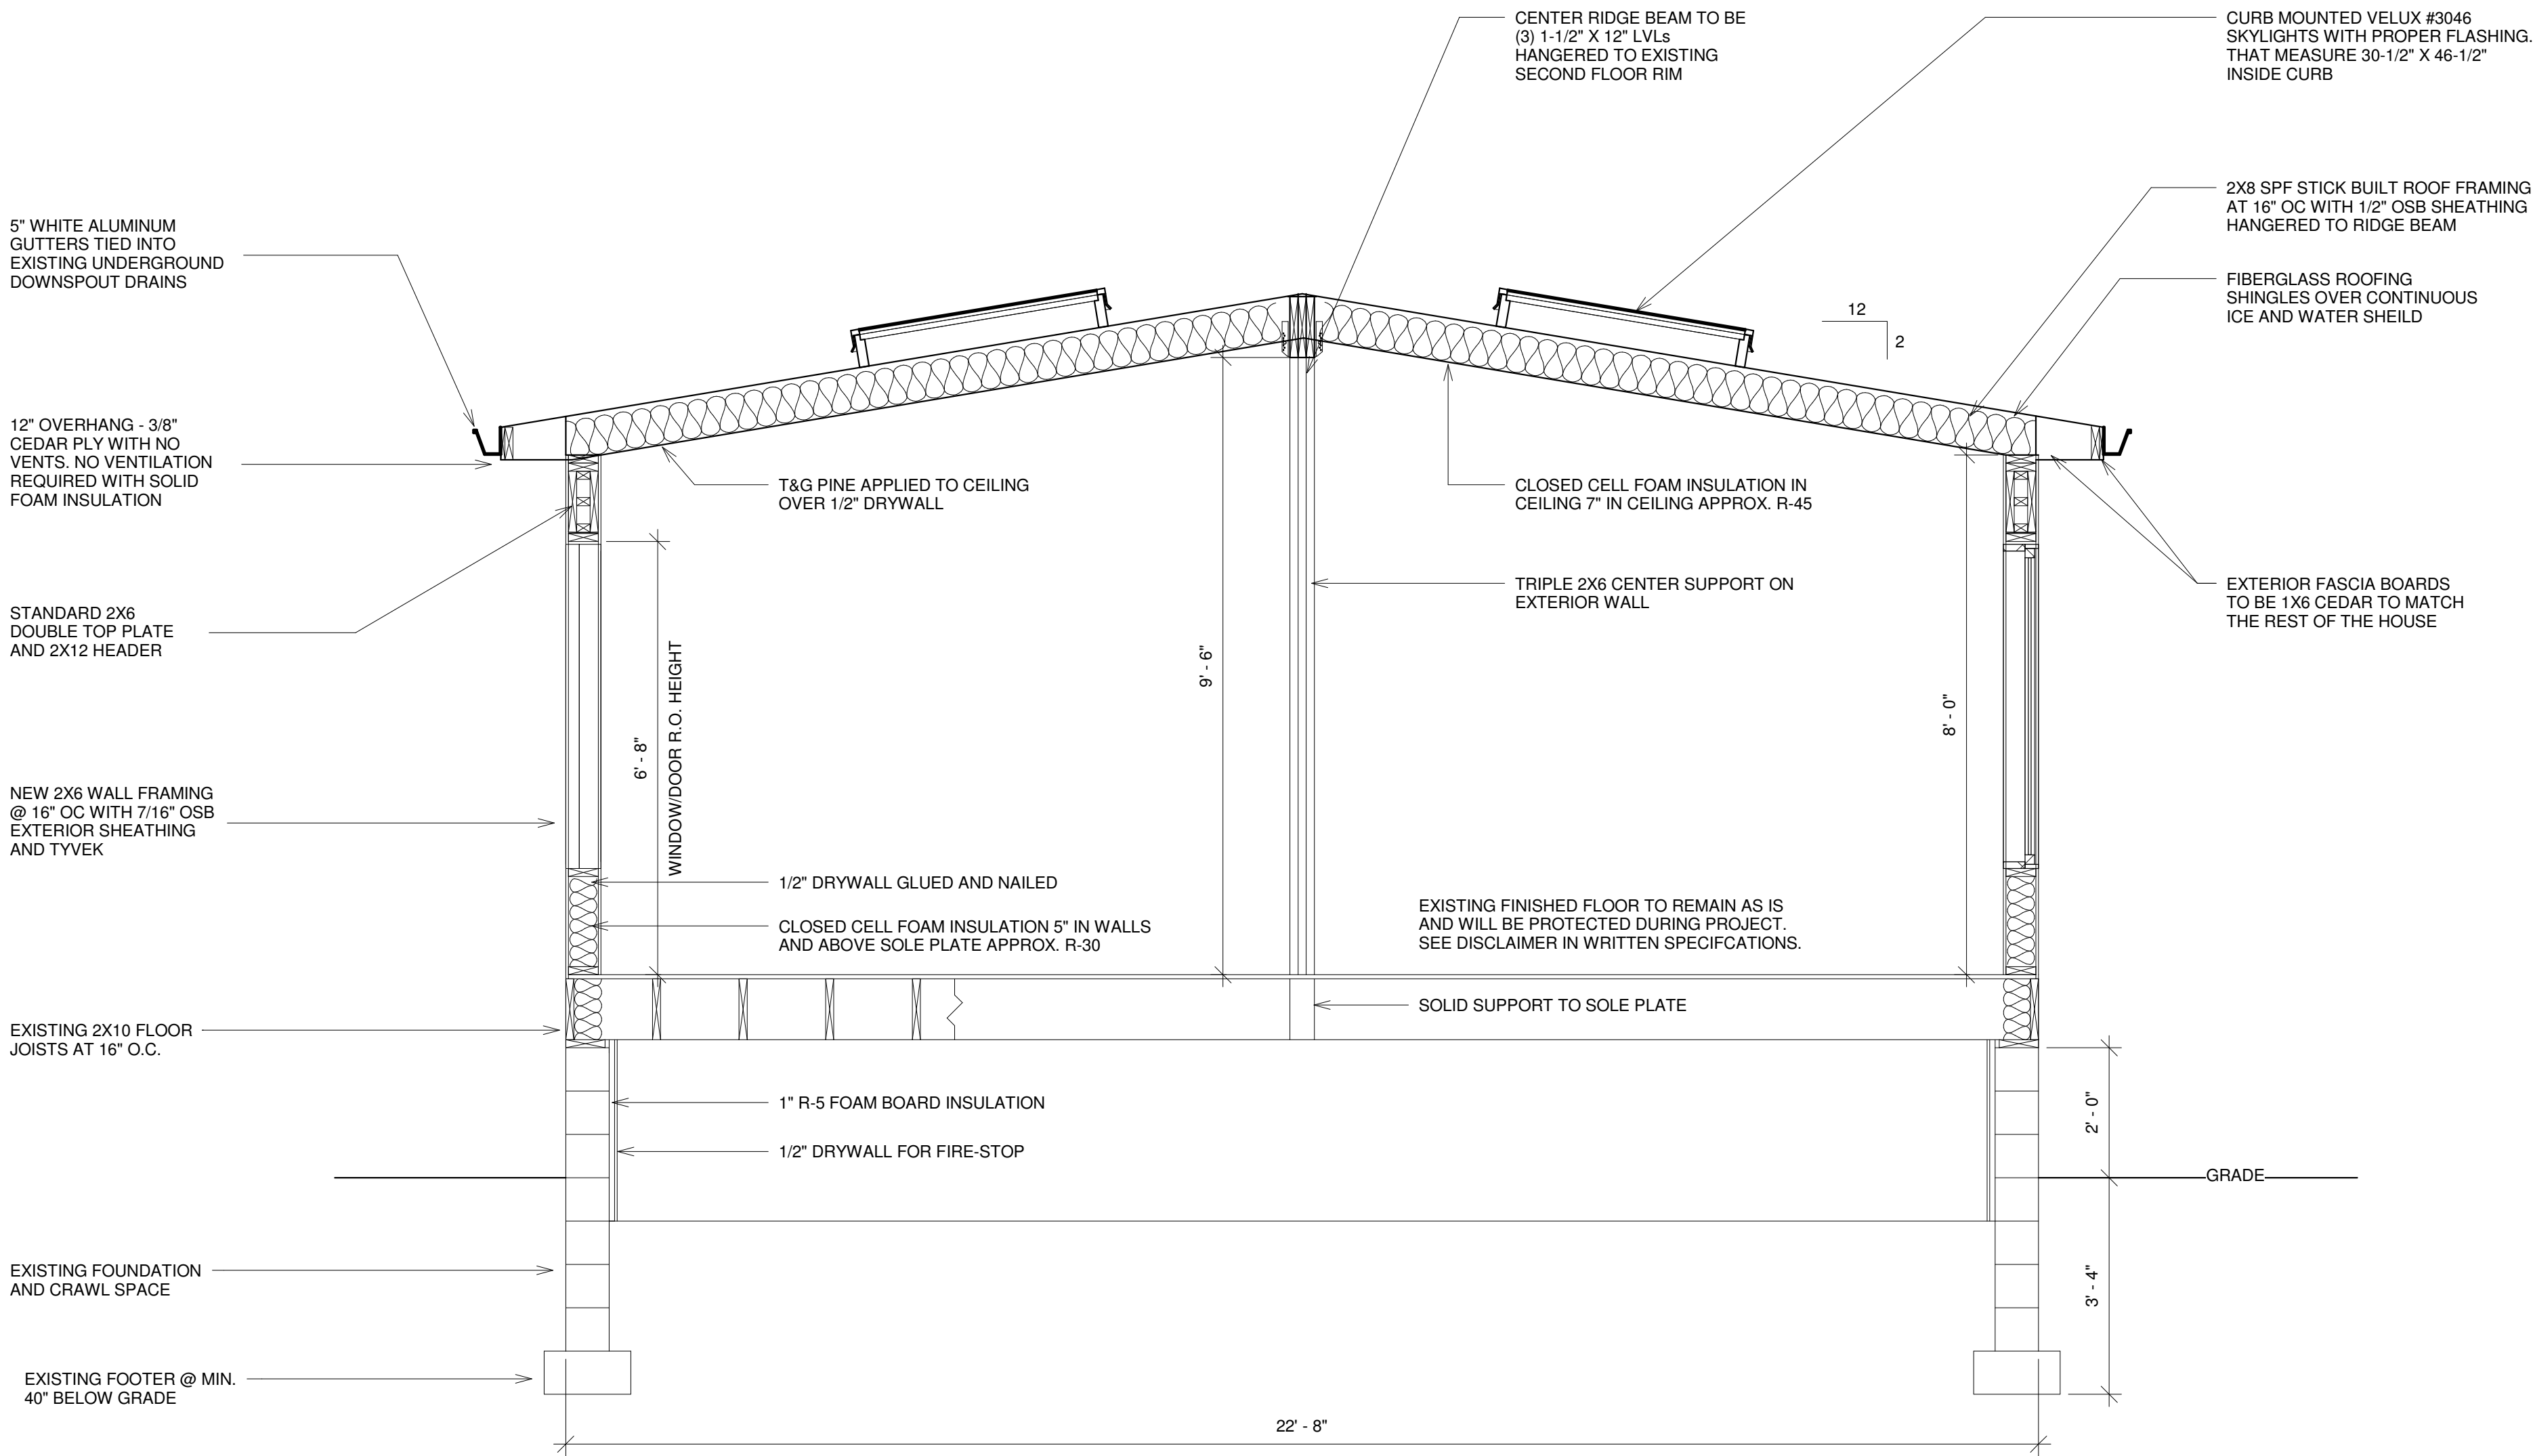 CENTER RIDGE BEAM TO BE
(3) 1-1/2" X 12" LVLs
HANGERED TO EXISTING
SECOND FLOOR RIM
CURB MOUNTED VELUX #3046
SKYLIGHTS WITH PROPER FLASHING.
THAT MEASURE 30-1/2" X 46-1/2"
INSIDE CURB
2X8 SPF STICK BUILT ROOF FRAMING
AT 16" OC WITH 1/2" OSB SHEATHING
HANGERED TO RIDGE BEAM
5" WHITE ALUMINUM
GUTTERS TIED INTO
EXISTING UNDERGROUND
DOWNSPOUT DRAINS
FIBERGLASS ROOFING
SHINGLES OVER CONTINUOUS
ICE AND WATER SHEILD
12
2
12" OVERHANG - 3/8"
CEDAR PLY WITH NO
VENTS. NO VENTILATION
REQUIRED WITH SOLID
FOAM INSULATION
T&G PINE APPLIED TO CEILING
OVER 1/2" DRYWALL
CLOSED CELL FOAM INSULATION IN
CEILING 7" IN CEILING APPROX. R-45
TRIPLE 2X6 CENTER SUPPORT ON
EXTERIOR WALL
EXTERIOR FASCIA BOARDS
TO BE 1X6 CEDAR TO MATCH
THE REST OF THE HOUSE
STANDARD 2X6
DOUBLE TOP PLATE
AND 2X12 HEADER
6' - 8"
WINDOW/DOOR R.O. HEIGHT
9' - 6"
8' - 0"
NEW 2X6 WALL FRAMING
@ 16" OC WITH 7/16" OSB
EXTERIOR SHEATHING
AND TYVEK
1/2" DRYWALL GLUED AND NAILED
CLOSED CELL FOAM INSULATION 5" IN WALLS
AND ABOVE SOLE PLATE APPROX. R-30
EXISTING FINISHED FLOOR TO REMAIN AS IS
AND WILL BE PROTECTED DURING PROJECT.
SEE DISCLAIMER IN WRITTEN SPECIFCATIONS.
SOLID SUPPORT TO SOLE PLATE
EXISTING 2X10 FLOOR
JOISTS AT 16" O.C.
1" R-5 FOAM BOARD INSULATION
1/2" DRYWALL FOR FIRE-STOP
2' - 0"
GRADE
3' - 4"
EXISTING FOUNDATION
AND CRAWL SPACE
EXISTING FOOTER @ MIN.
40" BELOW GRADE
22' - 8"